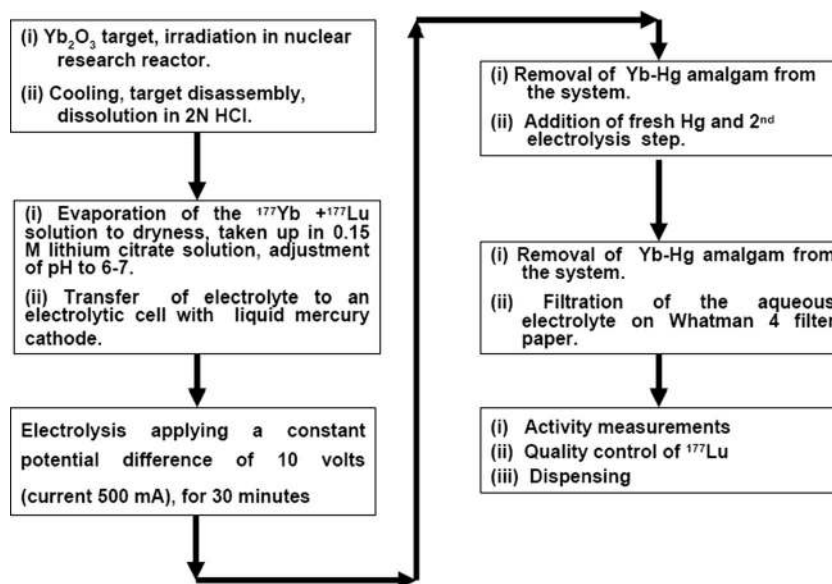 (i) Yb₂O₃ target, irradiation in nuclear
research reactor.
(ii) Cooling, target disassembly,
dissolution in 2N HCl.
(i) Evaporation of the ¹⁷⁷Yb +¹⁷⁷Lu
solution to dryness, taken up in 0.15
M lithium citrate solution, adjustment
of pH to 6-7.
(ii) Transfer of electrolyte to an
electrolytic cell with liquid mercury
cathode.
Electrolysis applying a constant
potential difference of 10 volts
(current 500 mA), for 30 minutes
(i) Removal of Yb-Hg amalgam from
the system.
(ii) Addition of fresh Hg and 2ⁿᵈ
electrolysis step.
(i) Removal of Yb-Hg amalgam from
the system.
(ii) Filtration of the aqueous
electrolyte on Whatman 4 filter
paper.
(i) Activity measurements
(ii) Quality control of ¹⁷⁷Lu
(iii) Dispensing